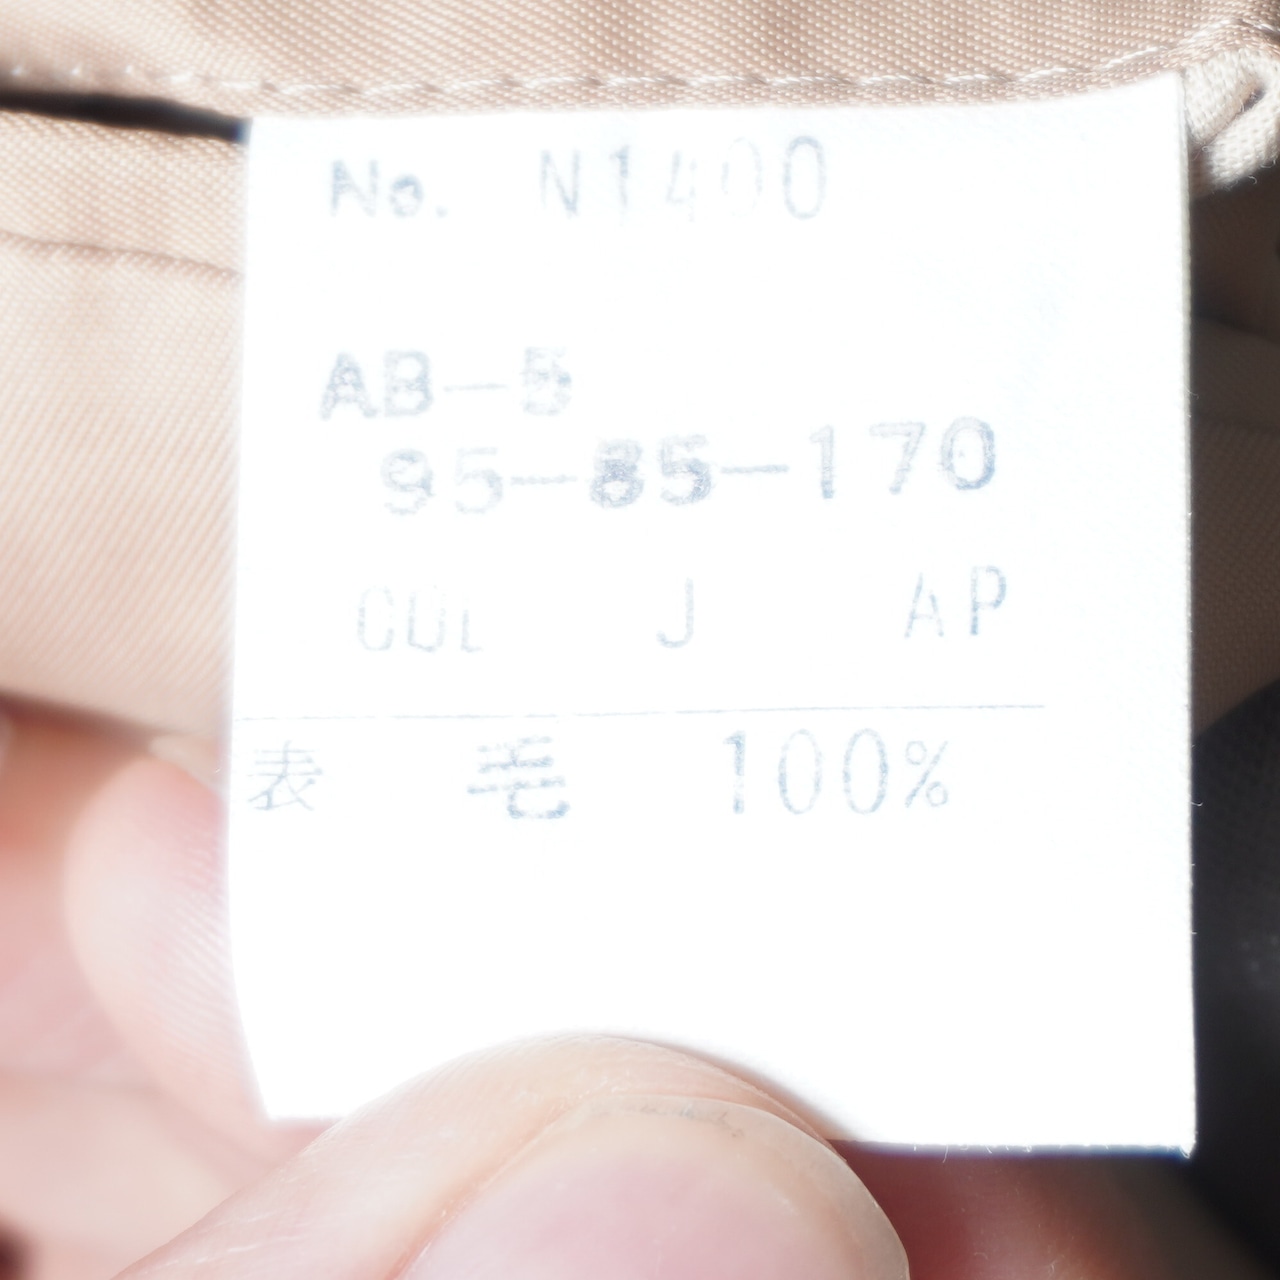 No. N1400
AB-5
95-85-170
COL J AP
表 毛 100%